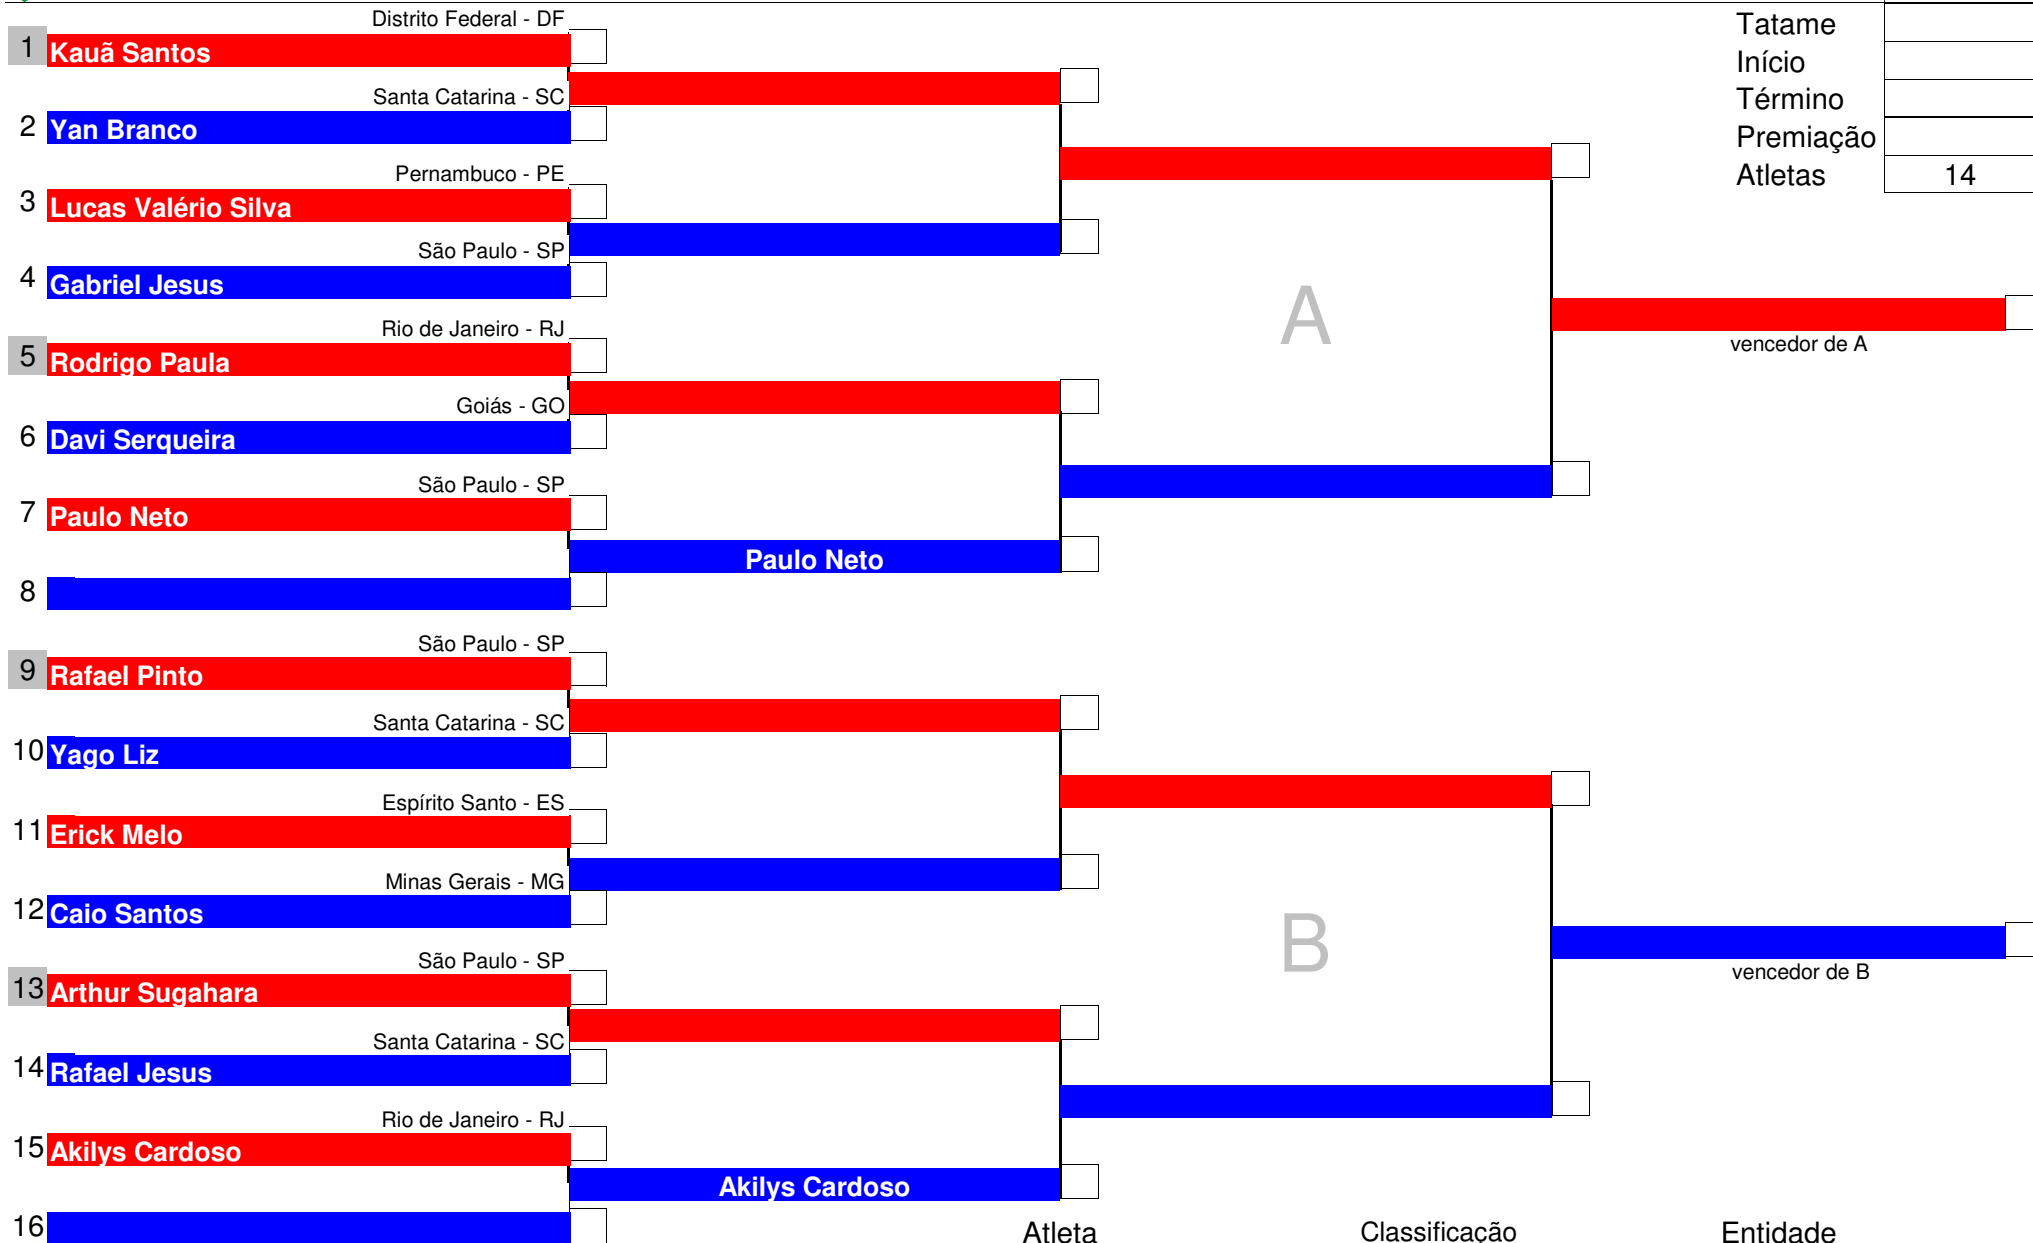 Distrito Federal - DF
1 Kauã Santos
Santa Catarina - SC
2 Yan Branco
Pernambuco - PE
3 Lucas Valério Silva
São Paulo - SP
4 Gabriel Jesus
Rio de Janeiro - RJ
5 Rodrigo Paula
Goiás - GO
6 Davi Serqueira
São Paulo - SP
7 Paulo Neto
Paulo Neto
8
São Paulo - SP
9 Rafael Pinto
Santa Catarina - SC
10 Yago Liz
Espírito Santo - ES
11 Erick Melo
Minas Gerais - MG
12 Caio Santos
São Paulo - SP
13 Arthur Sugahara
Santa Catarina - SC
14 Rafael Jesus
Rio de Janeiro - RJ
15 Akilys Cardoso
Akilys Cardoso
16
A
vencedor de A
B
vencedor de B
Tatame
Início
Término
Premiação
Atletas 14
Atleta Classificação Entidade